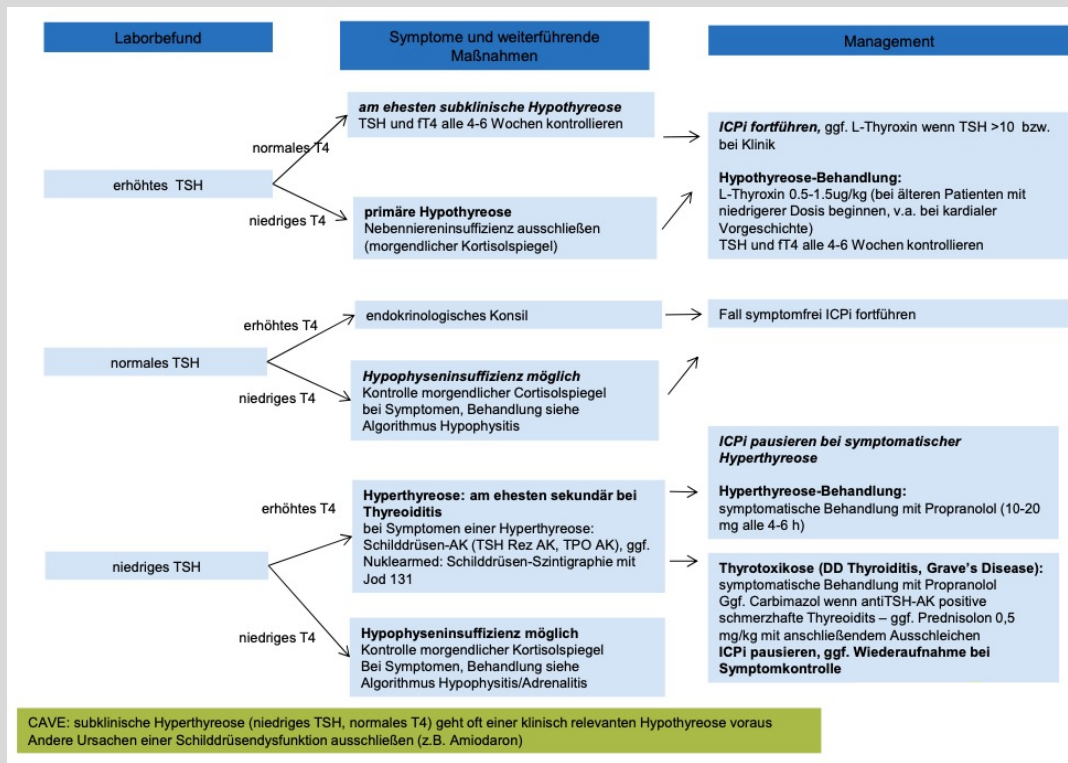 Laborbefund
Symptome und weiterführende
Maßnahmen
Management
am ehesten subklinische Hypothyreose
TSH und fT4 alle 4-6 Wochen kontrollieren
normales T4
erhöhtes TSH
niedriges T4
primäre Hypothyreose
Nebenniereninsuffizienz ausschließen
(morgendlicher Kortisolspiegel)
ICPi fortführen, ggf. L-Thyroxin wenn TSH >10 bzw.
bei Klinik
Hypothyreose-Behandlung:
L-Thyroxin 0.5-1.5ug/kg (bei älteren Patienten mit
niedrigerer Dosis beginnen, v.a. bei kardialer
Vorgeschichte)
TSH und fT4 alle 4-6 Wochen kontrollieren
erhöhtes T4
endokrinologisches Konsil
Fall symptomfrei ICPi fortführen
normales TSH
niedriges T4
Hypophyseninsuffizienz möglich
Kontrolle morgendlicher Cortisolspiegel
bei Symptomen, Behandlung siehe
Algorithmus Hypophysitis
ICPi pausieren bei symptomatischer
Hyperthyreose
Hyperthyreose-Behandlung:
symptomatische Behandlung mit Propranolol (10-20
mg alle 4-6 h)
erhöhtes T4
Hyperthyreose: am ehesten sekundär bei
Thyreoiditis
bei Symptomen einer Hyperthyreose:
Schilddrüsen-AK (TSH Rez AK, TPO AK), ggf.
Nuklearmed: Schilddrüsen-Szintigraphie mit
Jod 131
niedriges TSH
niedriges T4
Hypophyseninsuffizienz möglich
Kontrolle morgendlicher Kortisolspiegel
Bei Symptomen, Behandlung siehe
Algorithmus Hypophysitis/Adrenalitis
Thyrotoxikose (DD Thyroiditis, Grave's Disease):
symptomatische Behandlung mit Propranolol
Ggf. Carbimazol wenn antiTSH-AK positive
schmerzhafte Thyreoidits – ggf. Prednisolon 0,5
mg/kg mit anschließendem Ausschleichen
ICPi pausieren, ggf. Wiederaufnahme bei
Symptomkontrolle
CAVE: subklinische Hyperthyreose (niedriges TSH, normales T4) geht oft einer klinisch relevanten Hypothyreose voraus
Andere Ursachen einer Schilddrüsendysfunktion ausschließen (z.B. Amiodaron)